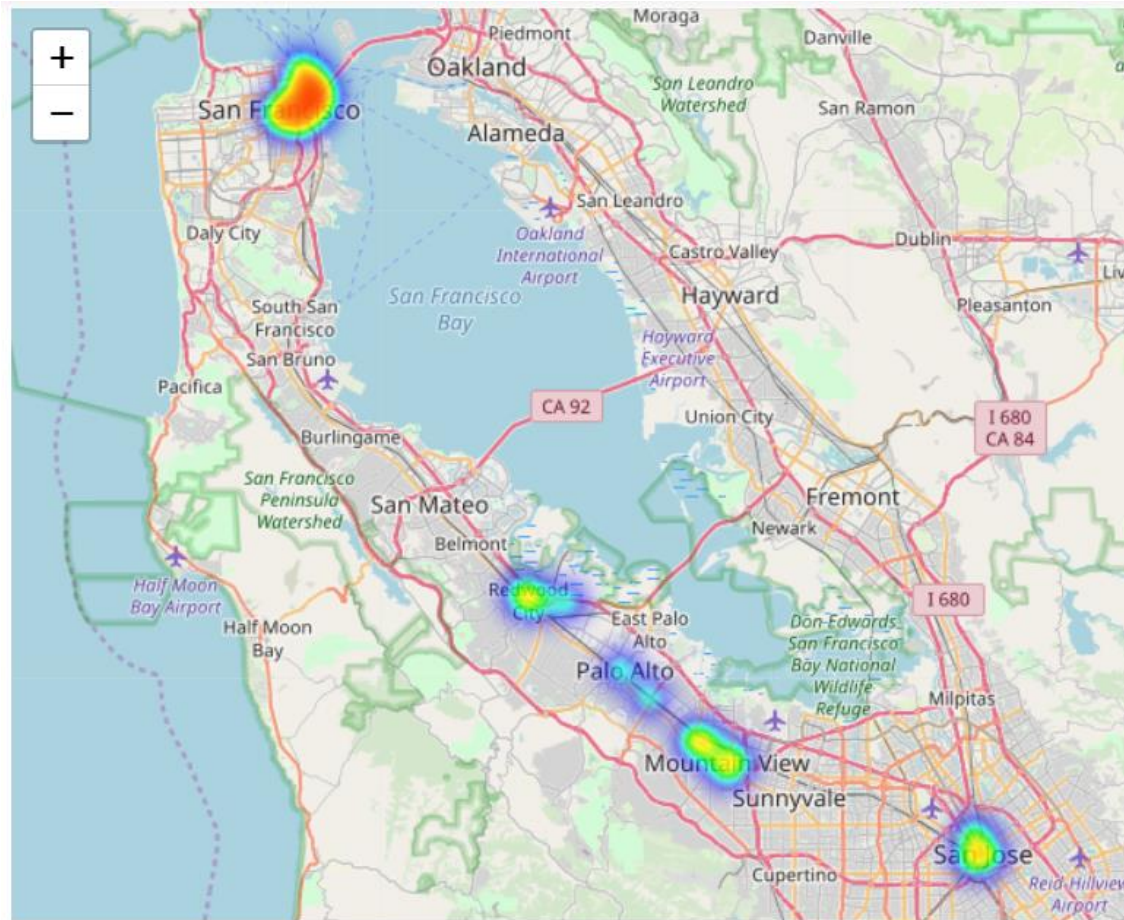 +
−
Moraga
Piedmont
Danville
Oakland
San Leandro
Watershed
San Francisco
San Ramon
Alameda
San Leandro
Daly City
Oakland
International
Airport
Castro Valley
Dublin
Liv
San Francisco
Bay
Hayward
Pleasanton
South San
Francisco
San Bruno
Hayward
Executive
Airport
Pacifica
CA 92
Union City
I 680
CA 84
Burlingame
San Francisco
Peninsula
Watershed
San Mateo
Fremont
Newark
Belmont
Half Moon
Bay Airport
Redwood
City
I 680
Half Moon
Bay
East Palo
Alto
Don Edwards
San Francisco
Bay National
Wildlife
Refuge
Palo Alto
Milpitas
Mountain View
Sunnyvale
San Jose
Cupertino
Reid-Hillview
Airport